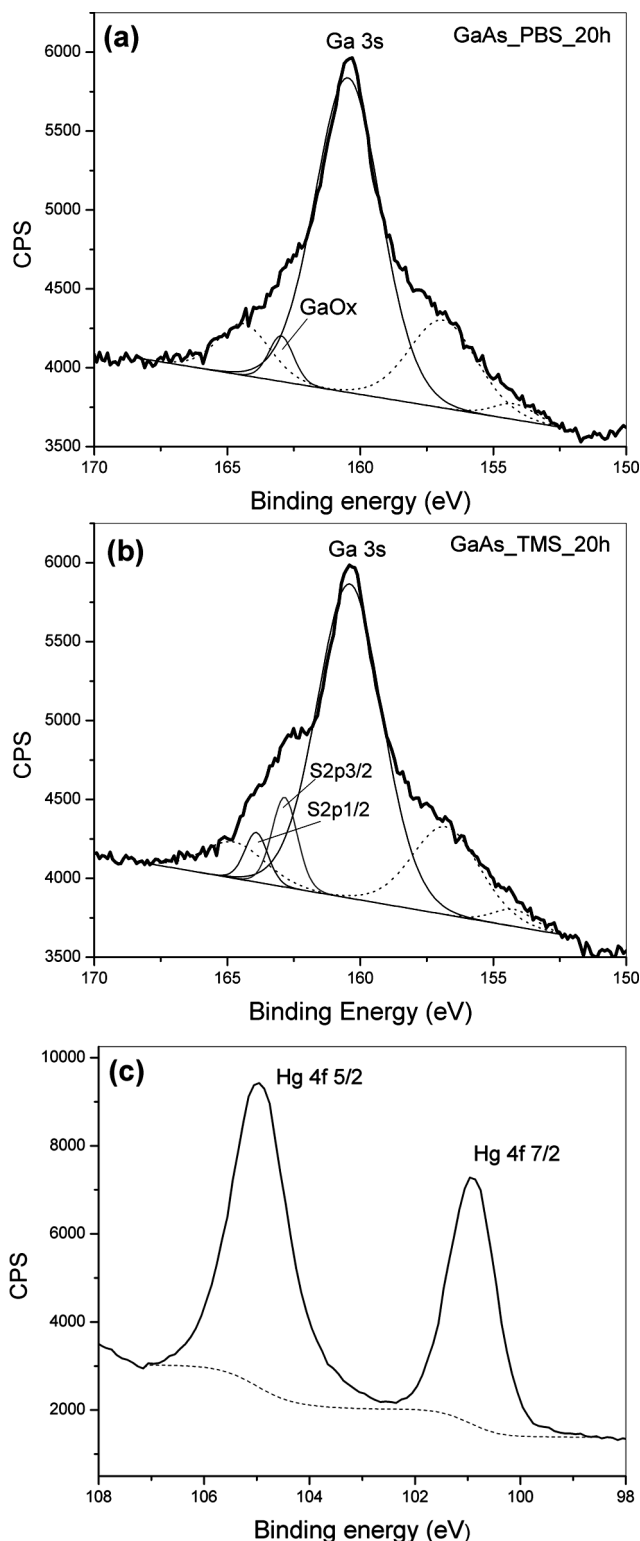 (a)
Ga 3s
GaAs_PBS_20h
6000
5500
5000
4500
4000
3500
CPS
GaOx
170
165
160
155
150
Binding energy (eV)
(b)
Ga 3s
GaAs_TMS_20h
6000
5500
5000
4500
4000
3500
CPS
S2p3/2
S2p1/2
170
165
160
155
150
Binding Energy (eV)
(c)
Hg 4f 5/2
Hg 4f 7/2
10000
8000
6000
4000
2000
CPS
108
106
104
102
100
98
Binding energy (eV)